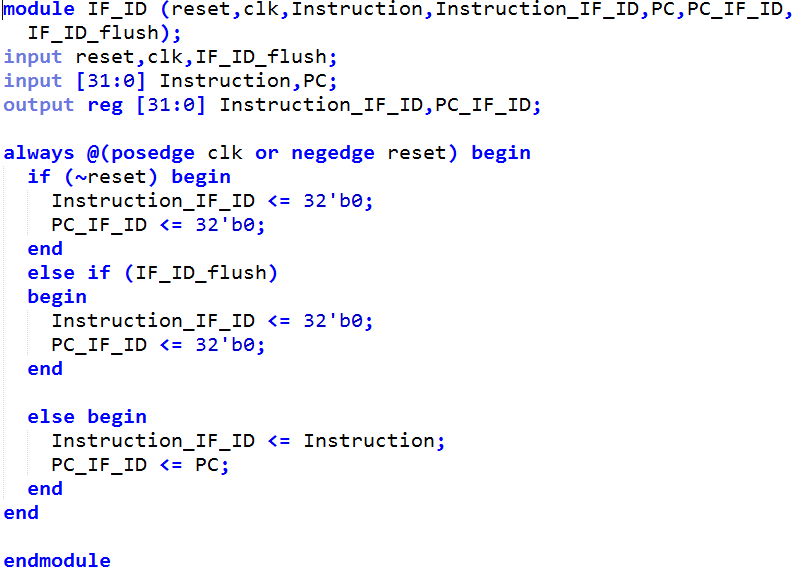 module IF_ID (reset,clk,Instruction,Instruction_IF_ID,PC,PC_IF_ID,
  IF_ID_flush);
input reset,clk,IF_ID_flush;
input [31:0] Instruction,PC;
output reg [31:0] Instruction_IF_ID,PC_IF_ID;

always @(posedge clk or negedge reset) begin
  if (~reset) begin
    Instruction_IF_ID <= 32'b0;
    PC_IF_ID <= 32'b0;
  end
  else if (IF_ID_flush)
  begin
    Instruction_IF_ID <= 32'b0;
    PC_IF_ID <= 32'b0;
  end

  else begin
    Instruction_IF_ID <= Instruction;
    PC_IF_ID <= PC;
  end
end

endmodule